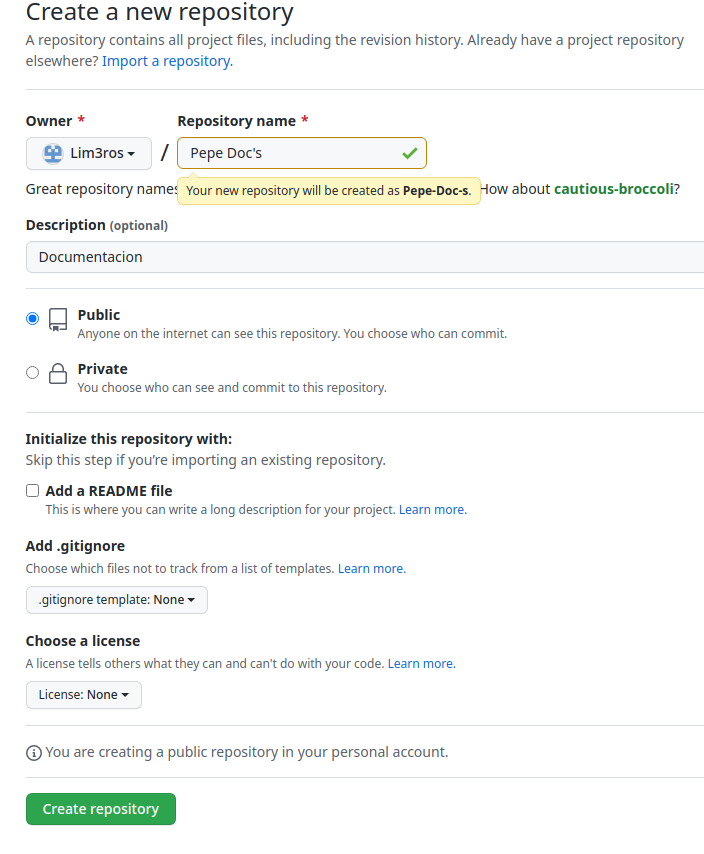 Create a new repository
A repository contains all project files, including the revision history. Already have a project repository
elsewhere? Import a repository.
Owner * Repository name *
Lim3ros / Pepe Doc's
Great repository names How about cautious-broccoli?
Your new repository will be created as Pepe-Doc-s.
Description (optional)
Documentacion
Public
Anyone on the internet can see this repository. You choose who can commit.
Private
You choose who can see and commit to this repository.
Initialize this repository with:
Skip this step if you're importing an existing repository.
Add a README file
This is where you can write a long description for your project. Learn more.
Add .gitignore
Choose which files not to track from a list of templates. Learn more.
.gitignore template: None
Choose a license
A license tells others what they can and can't do with your code. Learn more.
License: None
You are creating a public repository in your personal account.
Create repository